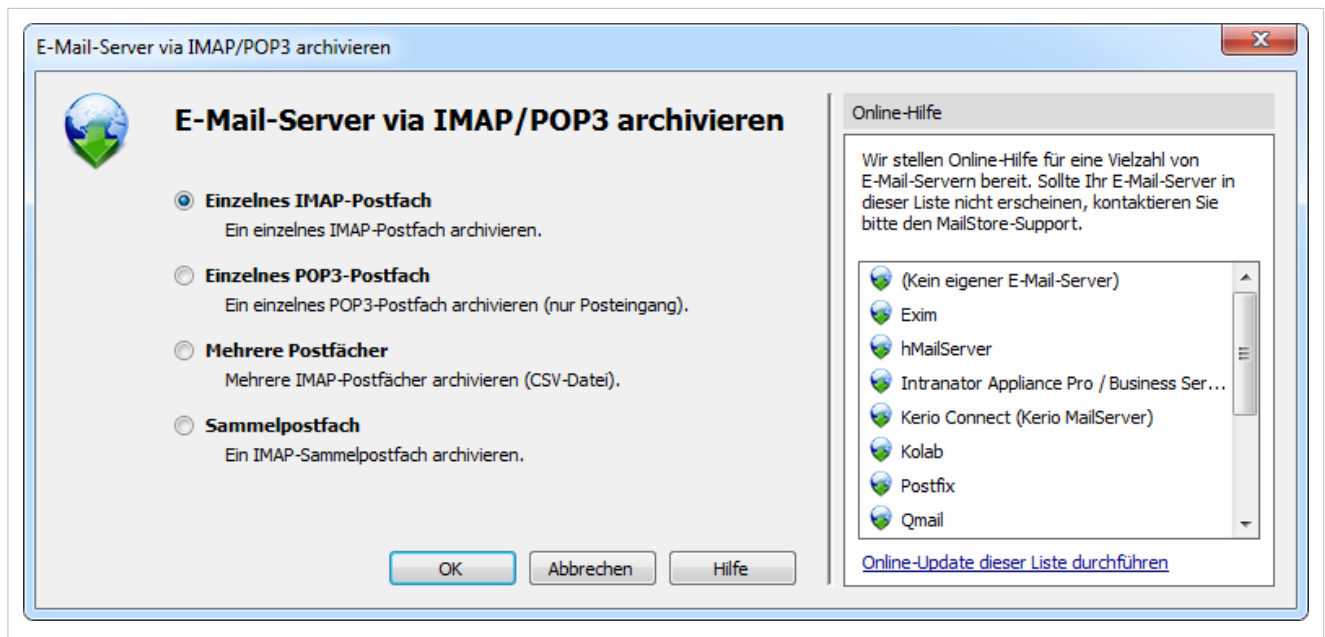 E-Mail-Server via IMAP/POP3 archivieren
E-Mail-Server via IMAP/POP3 archivieren
Einzelnes IMAP-Postfach
Ein einzelnes IMAP-Postfach archivieren.
Einzelnes POP3-Postfach
Ein einzelnes POP3-Postfach archivieren (nur Posteingang).
Mehrere Postfächer
Mehrere IMAP-Postfächer archivieren (CSV-Datei).
Sammelpostfach
Ein IMAP-Sammelpostfach archivieren.
OK
Abbrechen
Hilfe
Online-Hilfe
Wir stellen Online-Hilfe für eine Vielzahl von
E-Mail-Servern bereit. Sollte Ihr E-Mail-Server in
dieser Liste nicht erscheinen, kontaktieren Sie
bitte den MailStore-Support.
(Kein eigener E-Mail-Server)
Exim
hMailServer
Intranator Appliance Pro / Business Ser...
Kerio Connect (Kerio MailServer)
Kolab
Postfix
Qmail
Online-Update dieser Liste durchführen